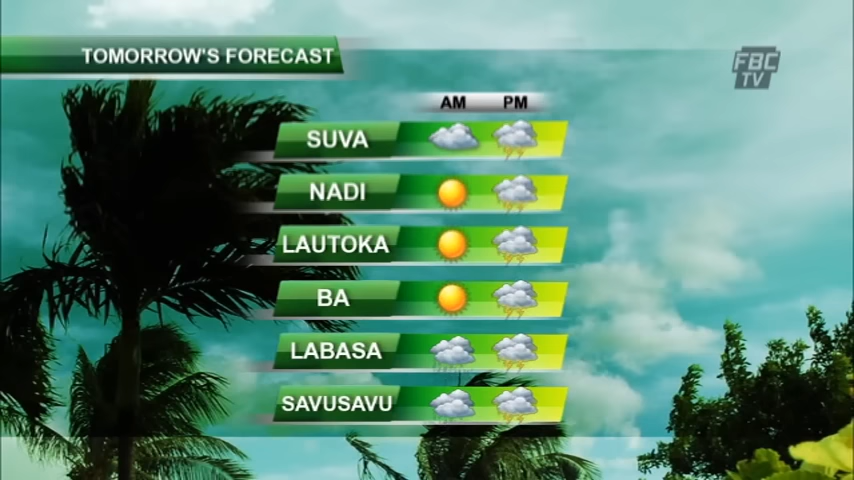 TOMORROW'S FORECAST
FBC
TV
AM PM
SUVA
NADI
LAUTOKA
BA
LABASA
SAVUSAVU